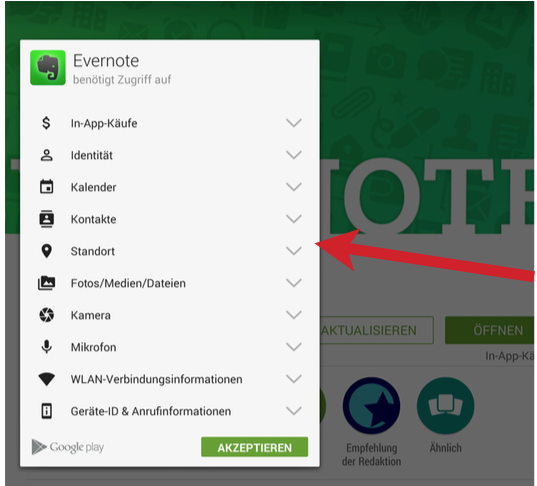 Evernote
benötigt Zugriff auf
In-App-Käufe
Identität
Kalender
Kontakte
Standort
Fotos/Medien/Dateien
Kamera
Mikrofon
WLAN-Verbindungsinformationen
Geräte-ID & Anrufinformationen
Google play
AKZEPTIEREN
AKTUALISIEREN
ÖFFNEN
In-App-Kä
Empfehlung
der Redaktion
Ähnlich